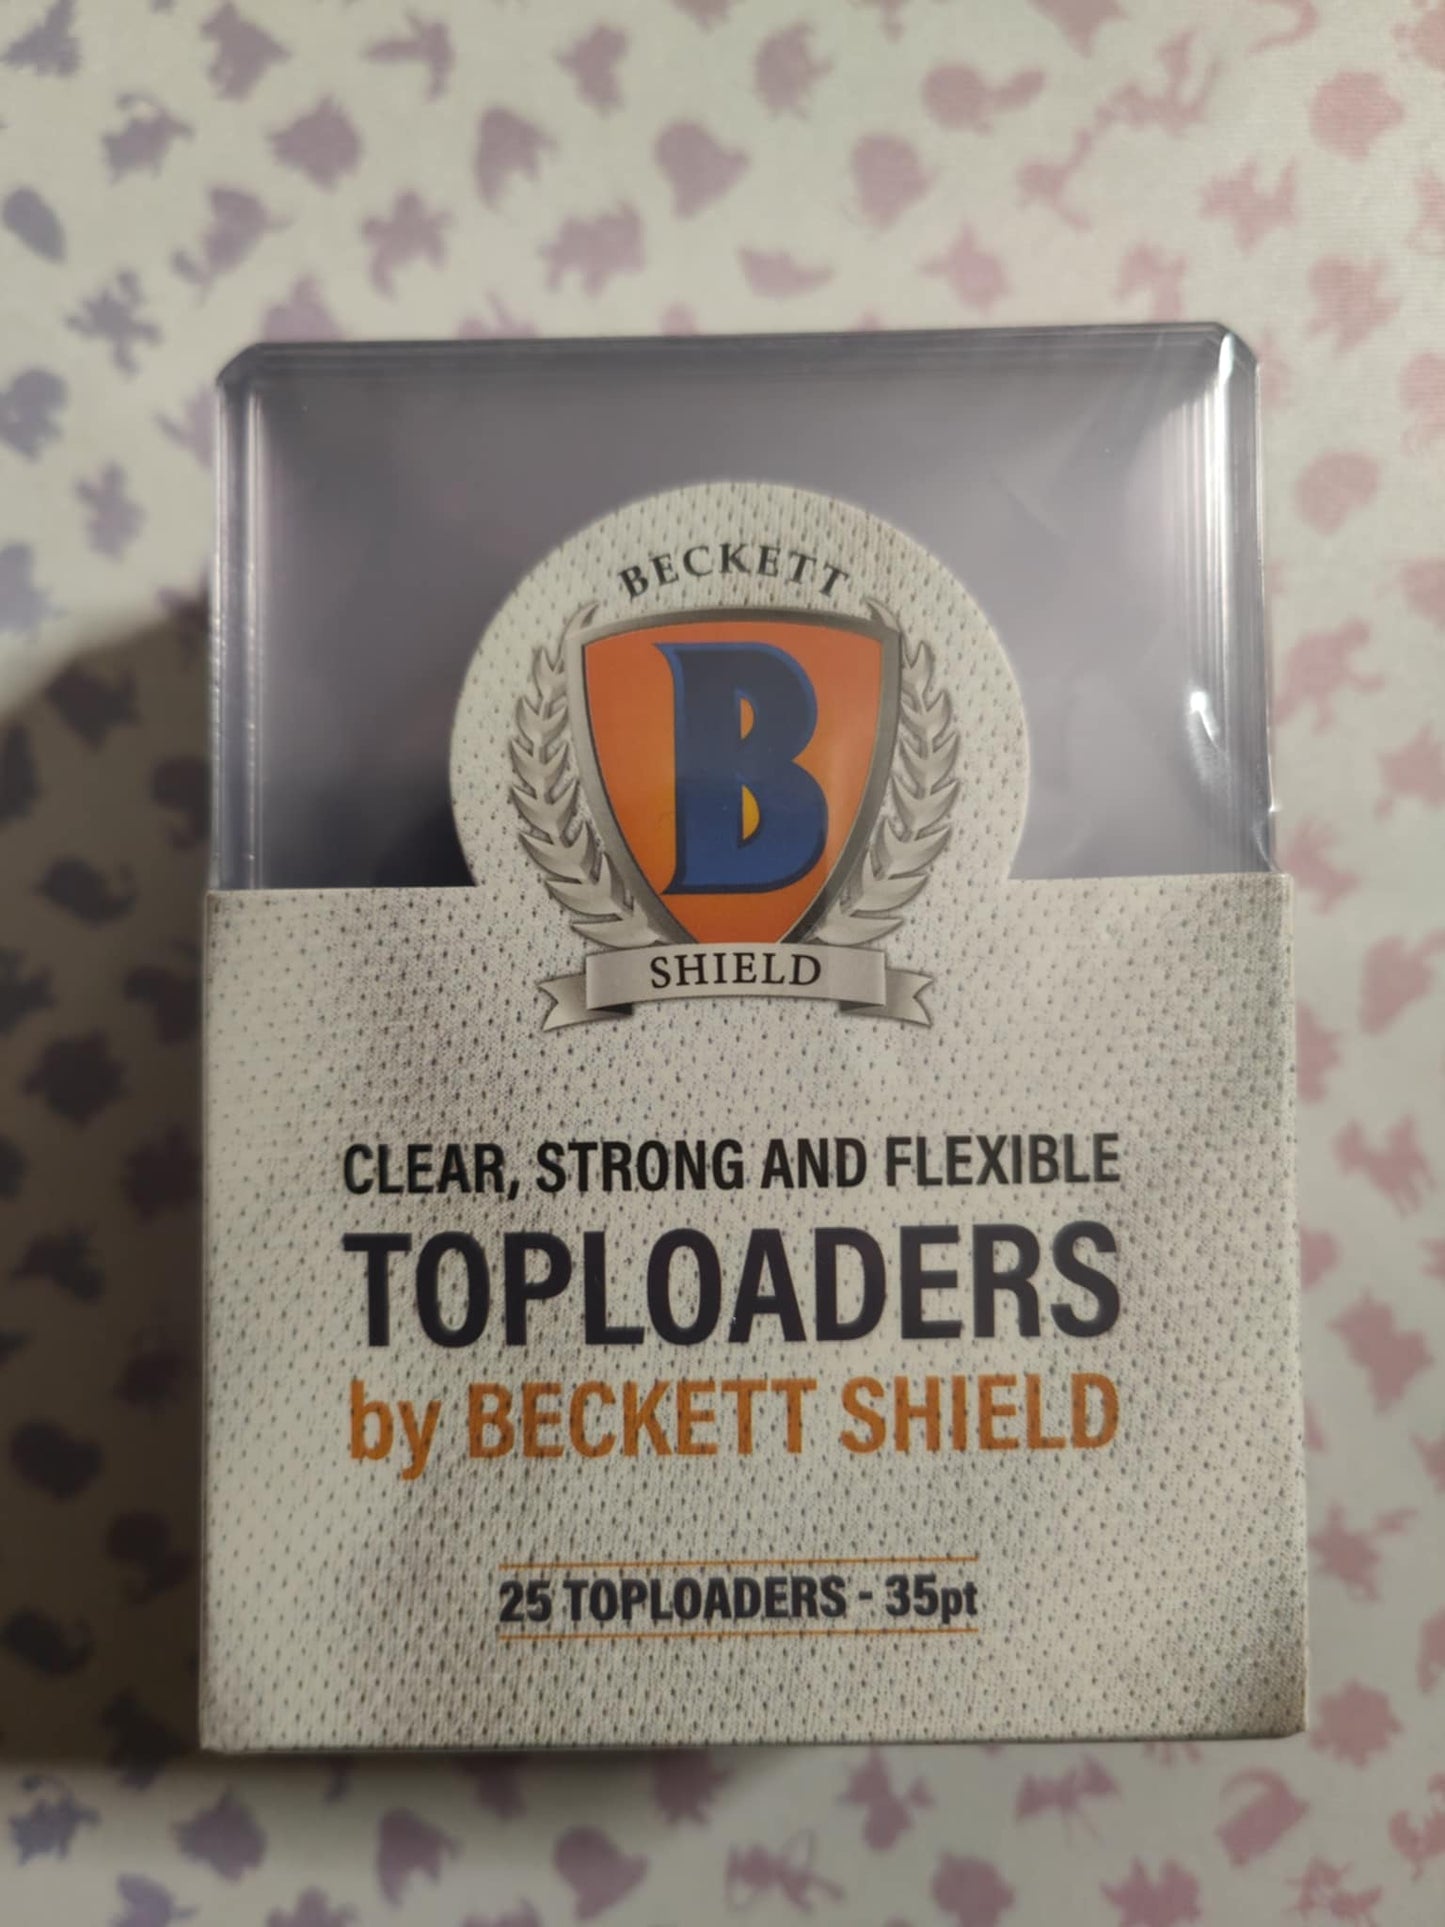 BECKETT
B
SHIELD
CLEAR, STRONG AND FLEXIBLE
TOPLOADERS
by BECKETT SHIELD
25 TOPLOADERS - 35pt